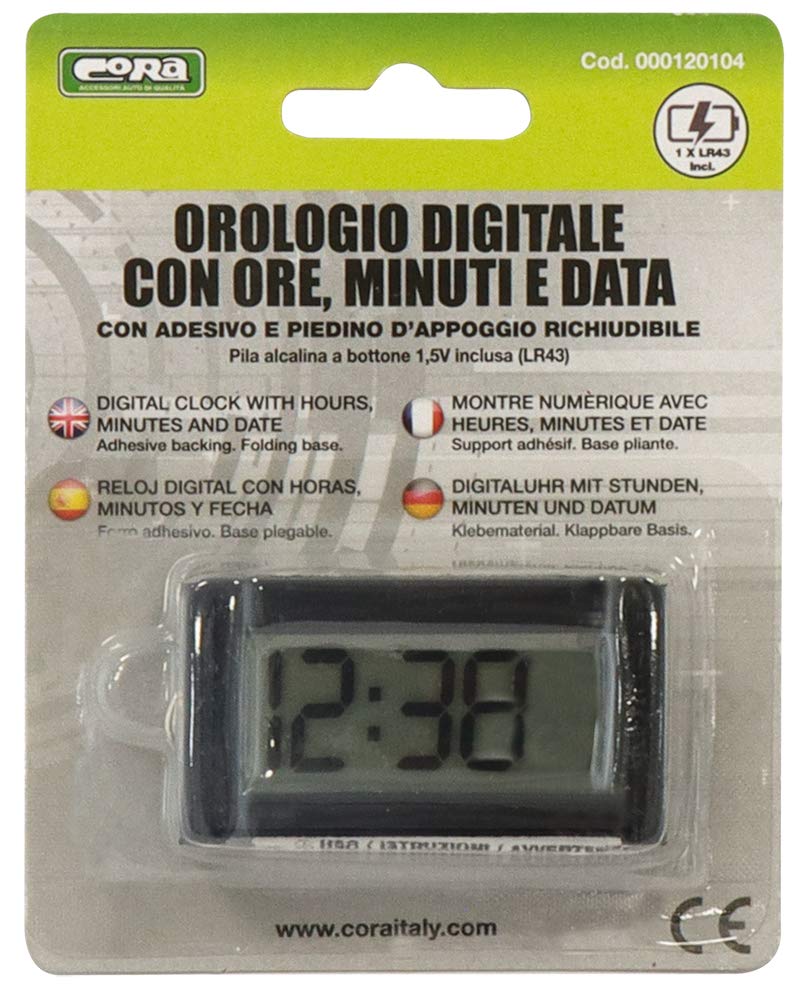 CORA
ACCESSORI AUTO DI QUALITÀ
Cod. 000120104
1 X LR43
Incl.
OROLOGIO DIGITALE
CON ORE, MINUTI E DATA
CON ADESIVO E PIEDINO D'APPOGGIO RICHIUDIBILE
Pila alcalina a bottone 1,5V inclusa (LR43)
DIGITAL CLOCK WITH HOURS,
MINUTES AND DATE
Adhesive backing. Folding base.
MONTRE NUMÈRIQUE AVEC
HEURES, MINUTES ET DATE
Support adhésif. Base pliante.
RELOJ DIGITAL CON HORAS,
MINUTOS Y FECHA
adhesivo. Base plegable.
DIGITALUHR MIT STUNDEN,
MINUTEN UND DATUM
Klebematerial. Klappbare Basis.
12:38
ISTRUZIONI /
www.coraitaly.com
CE